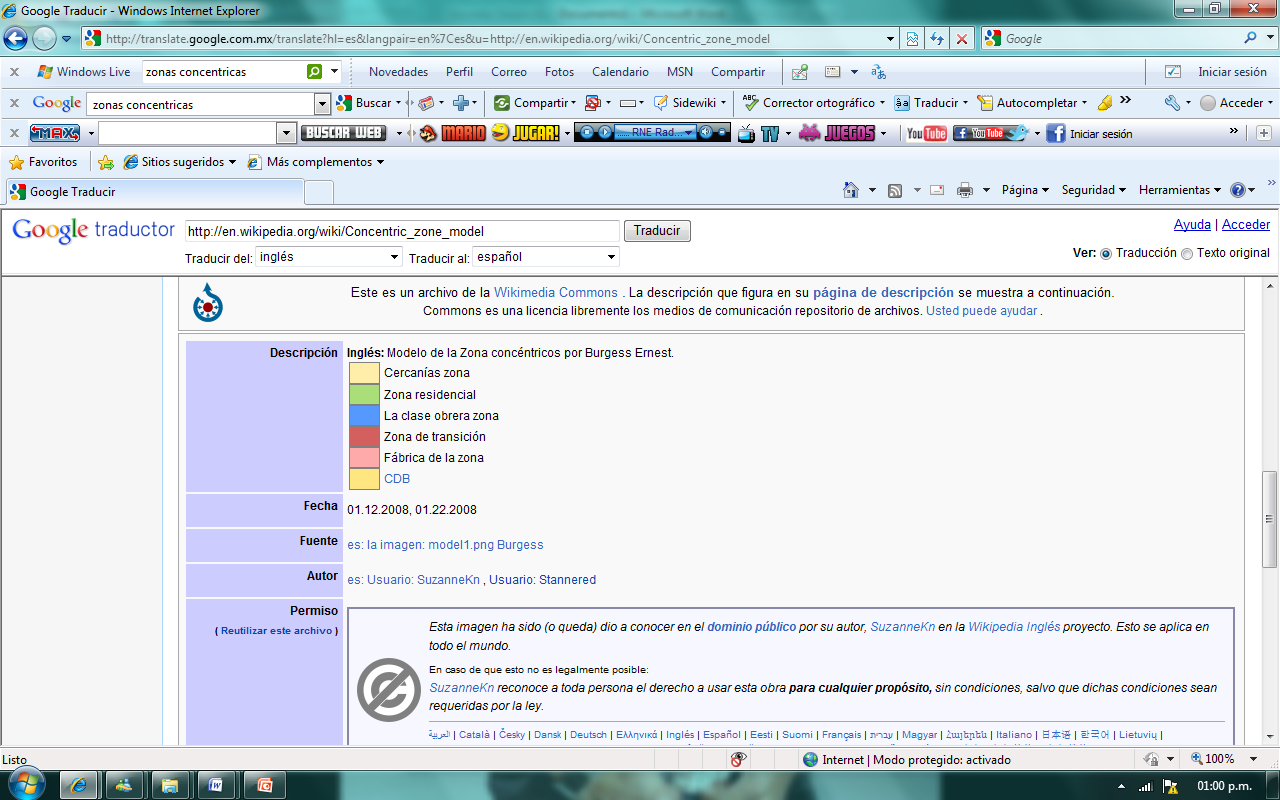 Google Traducir - Windows Internet Explorer
http://translate.google.com.mx/translate?hl=es&langpair=en%7Ces&u=http://en.wikipedia.org/wiki/Concentric_zone_model
Google
Windows Live zonas concentricas Novedades Perfil Correo Fotos Calendario MSN Compartir Iniciar sesión
Google zonas concentricas Buscar Compartir Sidewiki Corrector ortográfico Traducir Autocompletar Acceder
MAX BUSCAR WEB MARIO JUGAR! RNE Rad... TV JUEGOS YouTube YouTube Iniciar sesión
Favoritos Sitios sugeridos Más complementos
Google Traducir Página Seguridad Herramientas
Google traductor http://en.wikipedia.org/wiki/Concentric_zone_model Traducir Ayuda | Acceder
Traducir del: inglés Traducir al: español Ver: Traducción Texto original
Este es un archivo de la Wikimedia Commons . La descripción que figura en su página de descripción se muestra a continuación.
Commons es una licencia libremente los medios de comunicación repositorio de archivos. Usted puede ayudar .
Descripción Inglés: Modelo de la Zona concéntricos por Burgess Ernest.
Cercanías zona
Zona residencial
La clase obrera zona
Zona de transición
Fábrica de la zona
CDB
Fecha 01.12.2008, 01.22.2008
Fuente es: la imagen: model1.png Burgess
Autor es: Usuario: SuzanneKn , Usuario: Stannered
Permiso
( Reutilizar este archivo )
Esta imagen ha sido (o queda) dio a conocer en el dominio público por su autor, SuzanneKn en la Wikipedia Inglés proyecto. Esto se aplica en
todo el mundo.
En caso de que esto no es legalmente posible:
SuzanneKn reconoce a toda persona el derecho a usar esta obra para cualquier propósito, sin condiciones, salvo que dichas condiciones sean
requeridas por la ley.
العربية | Català | Česky | Dansk | Deutsch | Ελληνικά | Inglés | Español | Eesti | Suomi | Français | עברית | Magyar | Հայերեն | Italiano | 日本語 | 한국어 | Lietuvių |
Listo Internet | Modo protegido: activado 100%
01:00 p.m.